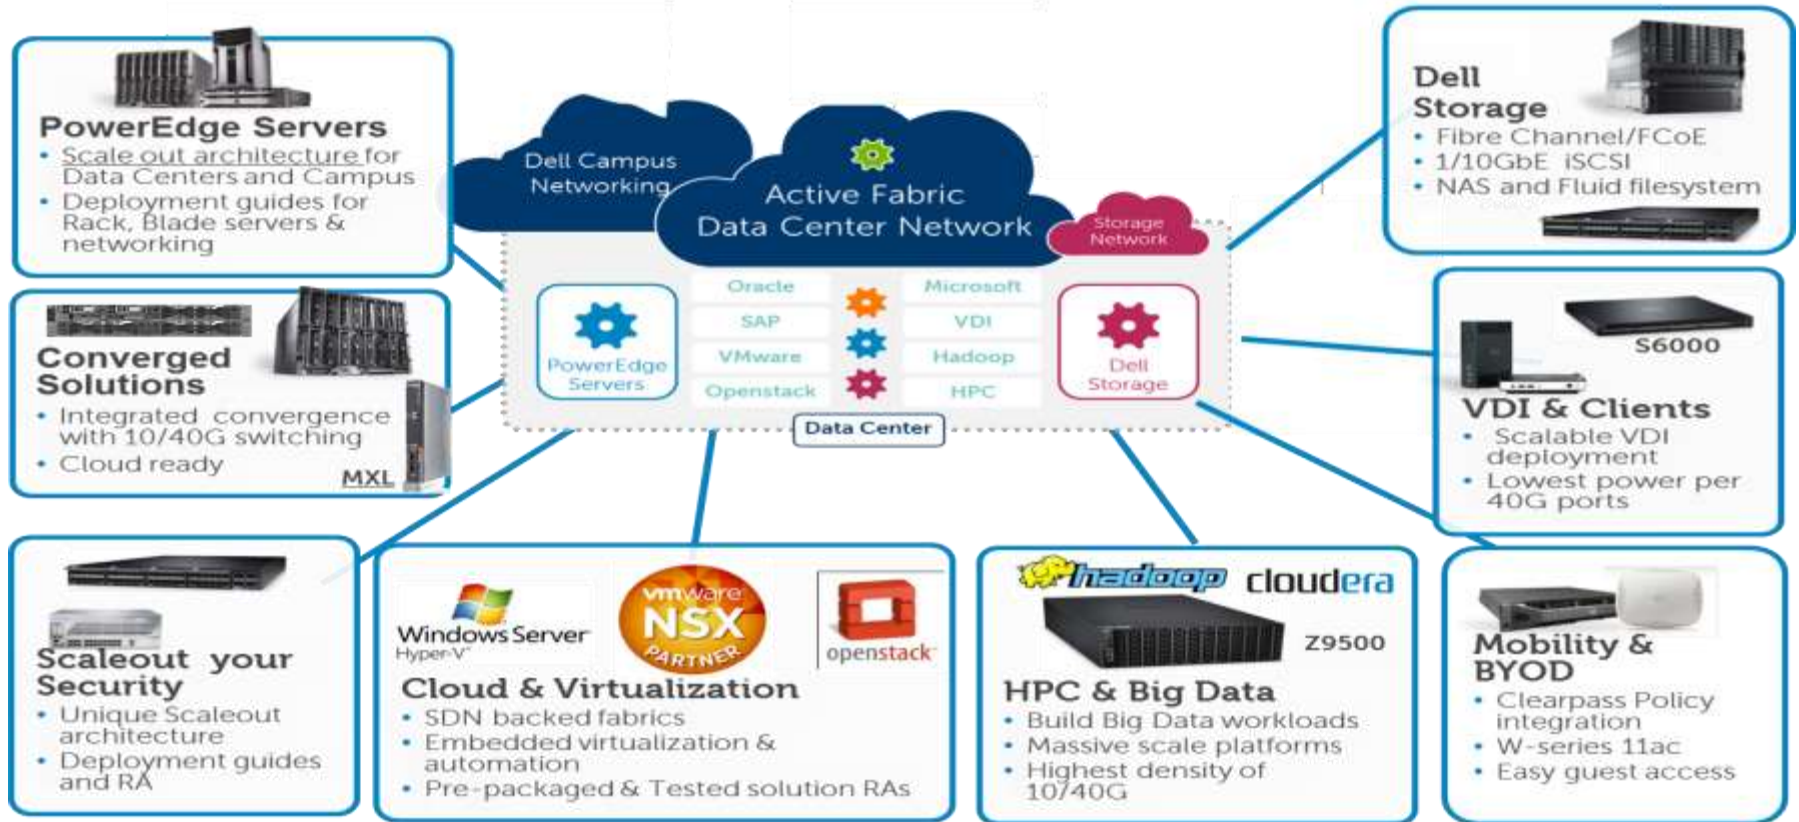 PowerEdge Servers
• Scale out architecture for
Data Centers and Campus
• Deployment guides for
Rack, Blade servers &
networking
Converged
Solutions
• Integrated convergence
with 10/40G switching
• Cloud ready
MXL
Scaleout your
Security
• Unique Scaleout
architecture
• Deployment guides
and RA
Dell Campus
Networking
Active Fabric
Data Center Network
Storage
Network
PowerEdge
Servers
Oracle
SAP
VMware
Openstack
Microsoft
VDI
Hadoop
HPC
Dell
Storage
Data Center
Windows Server
Hyper-V
vmware
NSX
PARTNER
openstack
Cloud & Virtualization
• SDN backed fabrics
• Embedded virtualization &
automation
• Pre-packaged & Tested solution RAs
hadoop
cloudera
Z9500
HPC & Big Data
• Build Big Data workloads
• Massive scale platforms
• Highest density of
10/40G
Dell
Storage
• Fibre Channel/FCoE
• 1/10GbE iSCSI
• NAS and Fluid filesystem
S6000
VDI & Clients
• Scalable VDI
deployment
• Lowest power per
40G ports
Mobility &
BYOD
• Clearpass Policy
integration
• W-series 11ac
• Easy guest access